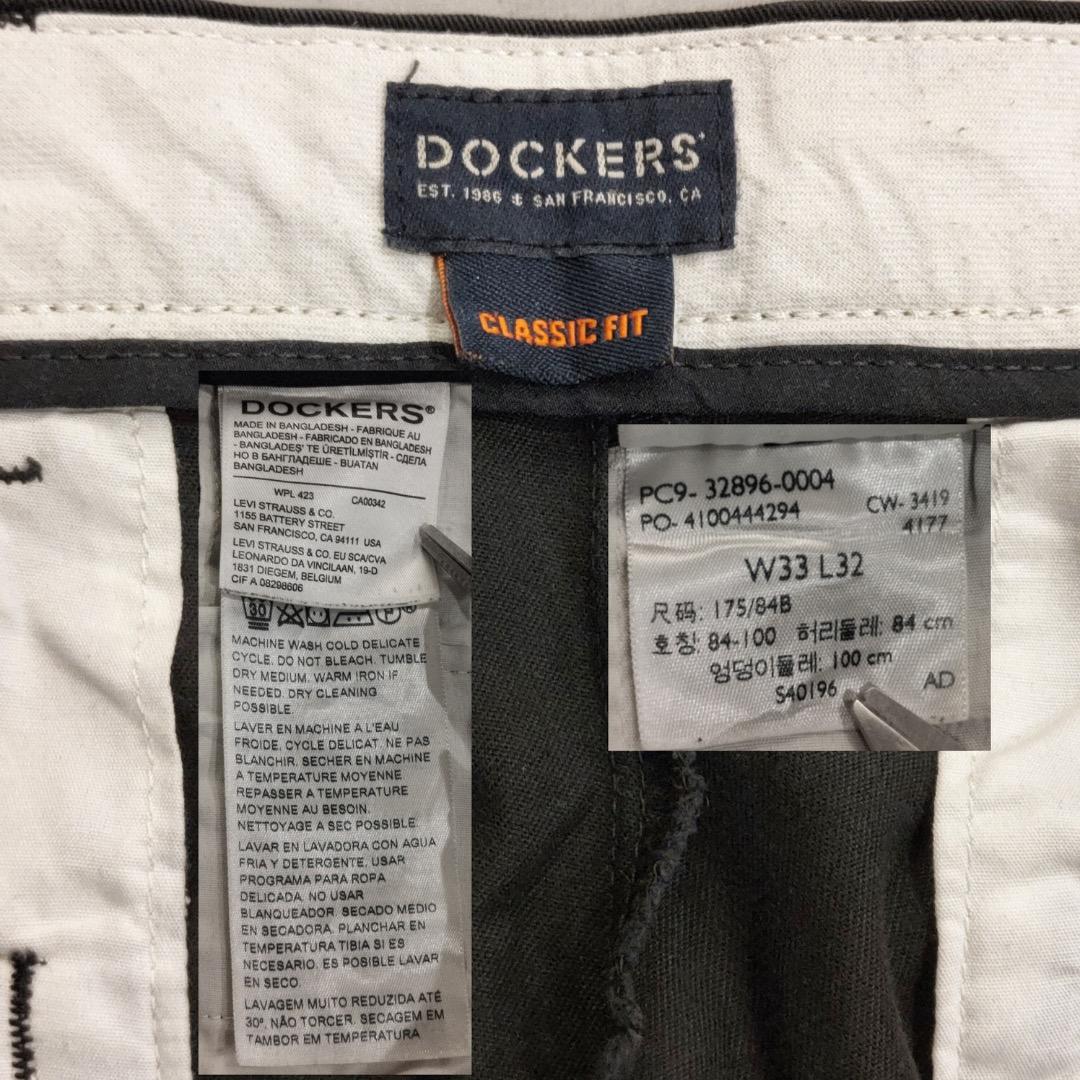 DOCKERS
EST. 1986 ⚓ SAN FRANCISCO, CA
CLASSIC FIT
DOCKERS®
MADE IN BANGLADESH - FABRIQUE AU
BANGLADESH - FABRICADO EN BANGLADESH
- BANGLADEŞ' TE ÜRETİLMİŞTİR - СДЕЛА
НО В БАНГЛАДЕШЕ - BUATAN
BANGLADESH
WPL 423 CA00342
LEVI STRAUSS & CO.
1155 BATTERY STREET
SAN FRANCISCO, CA 94111 USA
LEVI STRAUSS & CO. EU SCA/CVA
LEONARDO DA VINCILAAN, 19-D
1831 DIEGEM, BELGIUM
CIF A 08298606
30 P
MACHINE WASH COLD DELICATE
CYCLE. DO NOT BLEACH. TUMBLE
DRY MEDIUM. WARM IRON IF
NEEDED. DRY CLEANING
POSSIBLE.
LAVER EN MACHINE A L'EAU
FROIDE, CYCLE DELICAT. NE PAS
BLANCHIR. SECHER EN MACHINE
A TEMPERATURE MOYENNE
REPASSER A TEMPERATURE
MOYENNE AU BESOIN.
NETTOYAGE A SEC POSSIBLE.
LAVAR EN LAVADORA CON AGUA
FRIA Y DETERGENTE. USAR
PROGRAMA PARA ROPA
DELICADA. NO USAR
BLANQUEADOR. SECADO MEDIO
EN SECADORA. PLANCHAR EN
TEMPERATURA TIBIA SI ES
NECESARIO. ES POSIBLE LAVAR
EN SECO.
LAVAGEM MUITO REDUZIDA ATÉ
30º. NÃO TORCER. SECAGEM EM
TAMBOR EM TEMPERATURA
PC9- 32896-0004
PO- 4100444294 CW- 3419
4177
W33 L32
尺码: 175/84B
호칭: 84-100 허리둘레: 84 cm
엉덩이둘레: 100 cm
S40196 AD